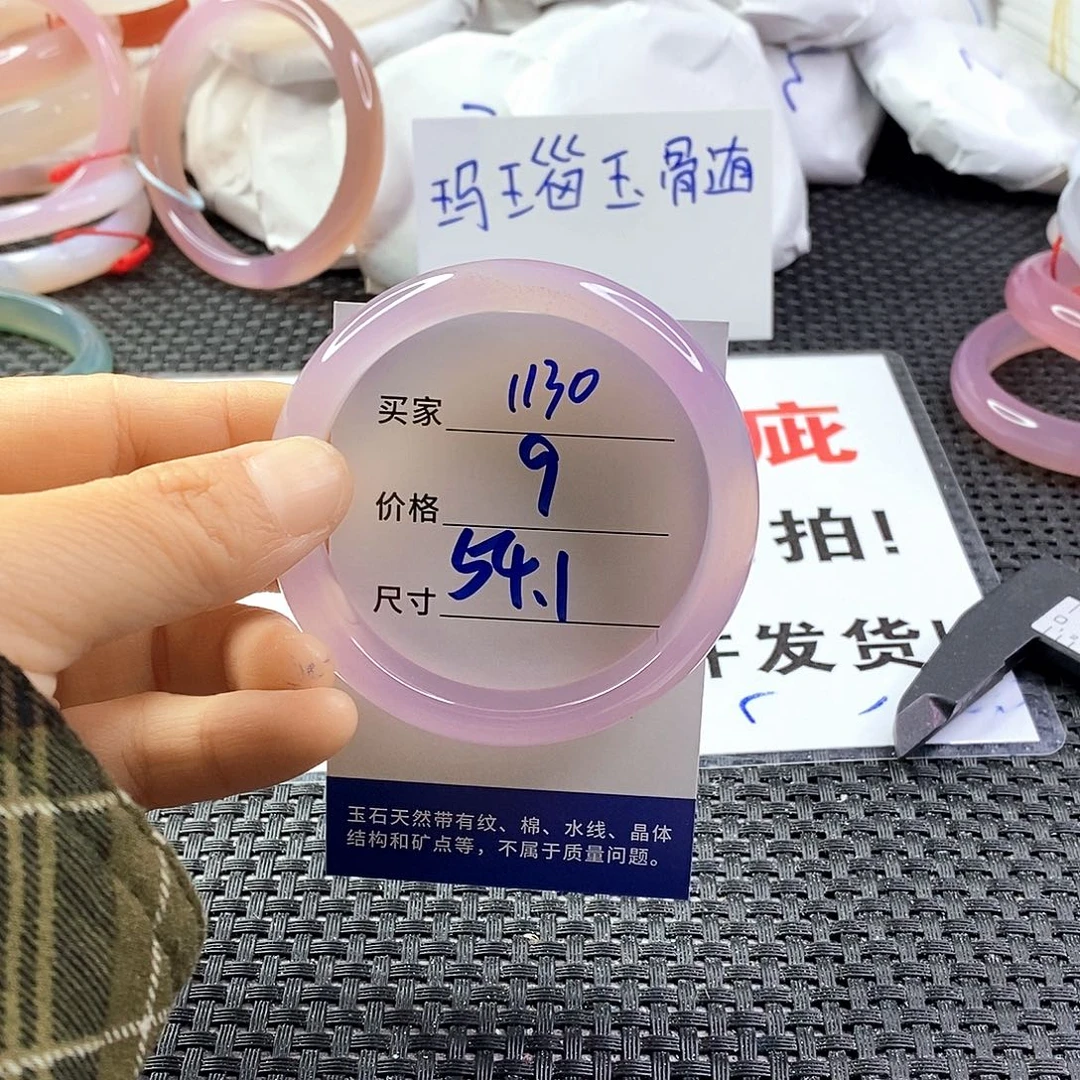 玛瑙玉骨髓
买家 1130
价格 9
尺寸 54.1
疵
拍!
件发货!
玉石天然带有纹、棉、水线、晶体
结构和矿点等,不属于质量问题。